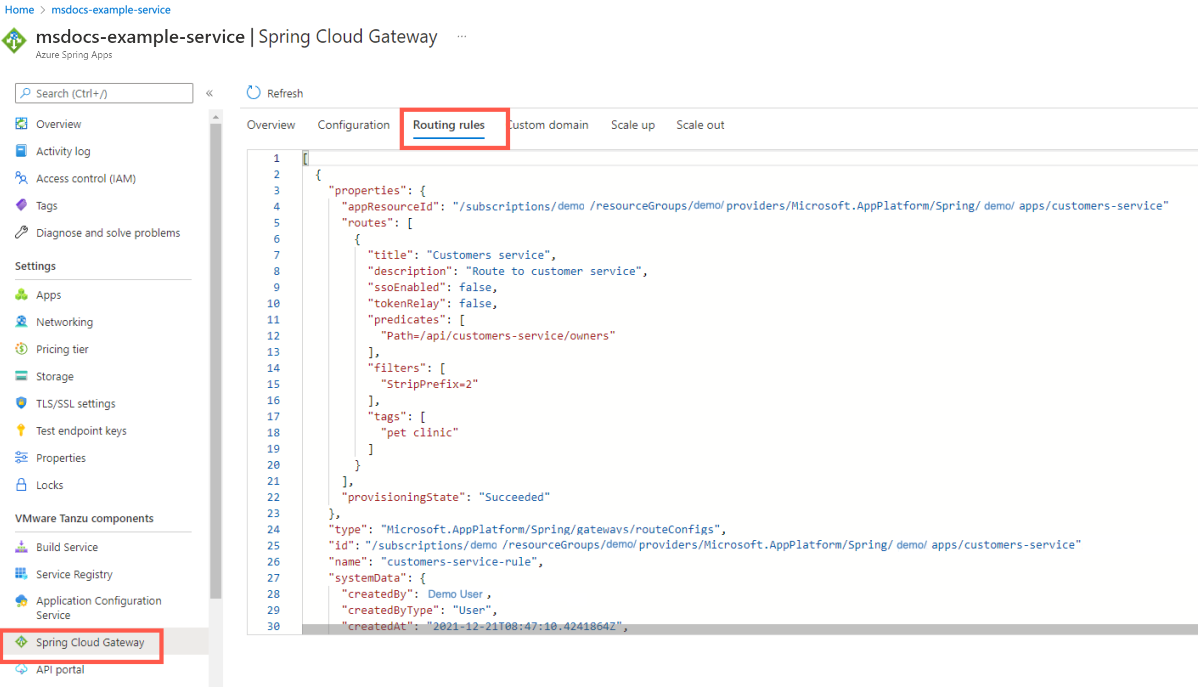 Home > msdocs-example-service
msdocs-example-service | Spring Cloud Gateway ...
Azure Spring Apps
Search (Ctrl+/)
«
Overview
Activity log
Access control (IAM)
Tags
Diagnose and solve problems
Settings
Apps
Networking
Pricing tier
Storage
TLS/SSL settings
Test endpoint keys
Properties
Locks
VMware Tanzu components
Build Service
Service Registry
Application Configuration
Service
Spring Cloud Gateway
API portal
Refresh
Overview Configuration Routing rules Custom domain Scale up Scale out
1 [
2 {
3 "properties": {
4 "appResourceId": "/subscriptions/demo /resourceGroups/demo/ providers/Microsoft.AppPlatform/Spring/ demo/ apps/customers-service"
5 "routes": [
6 {
7 "title": "Customers service",
8 "description": "Route to customer service",
9 "ssoEnabled": false,
10 "tokenRelay": false,
11 "predicates": [
12 "Path=/api/customers-service/owners"
13 ],
14 "filters": [
15 "StripPrefix=2"
16 ],
17 "tags": [
18 "pet clinic"
19 ]
20 }
21 ],
22 "provisioningState": "Succeeded"
23 },
24 "type": "Microsoft.AppPlatform/Spring/gateways/routeConfigs",
25 "id": "/subscriptions/demo /resourceGroups/demo/ providers/Microsoft.AppPlatform/Spring/ demo/ apps/customers-service"
26 "name": "customers-service-rule",
27 "systemData": {
28 "createdBy": Demo User ,
29 "createdByType": "User",
30 "createdAt": "2021-12-21T08:47:10.4241864Z",